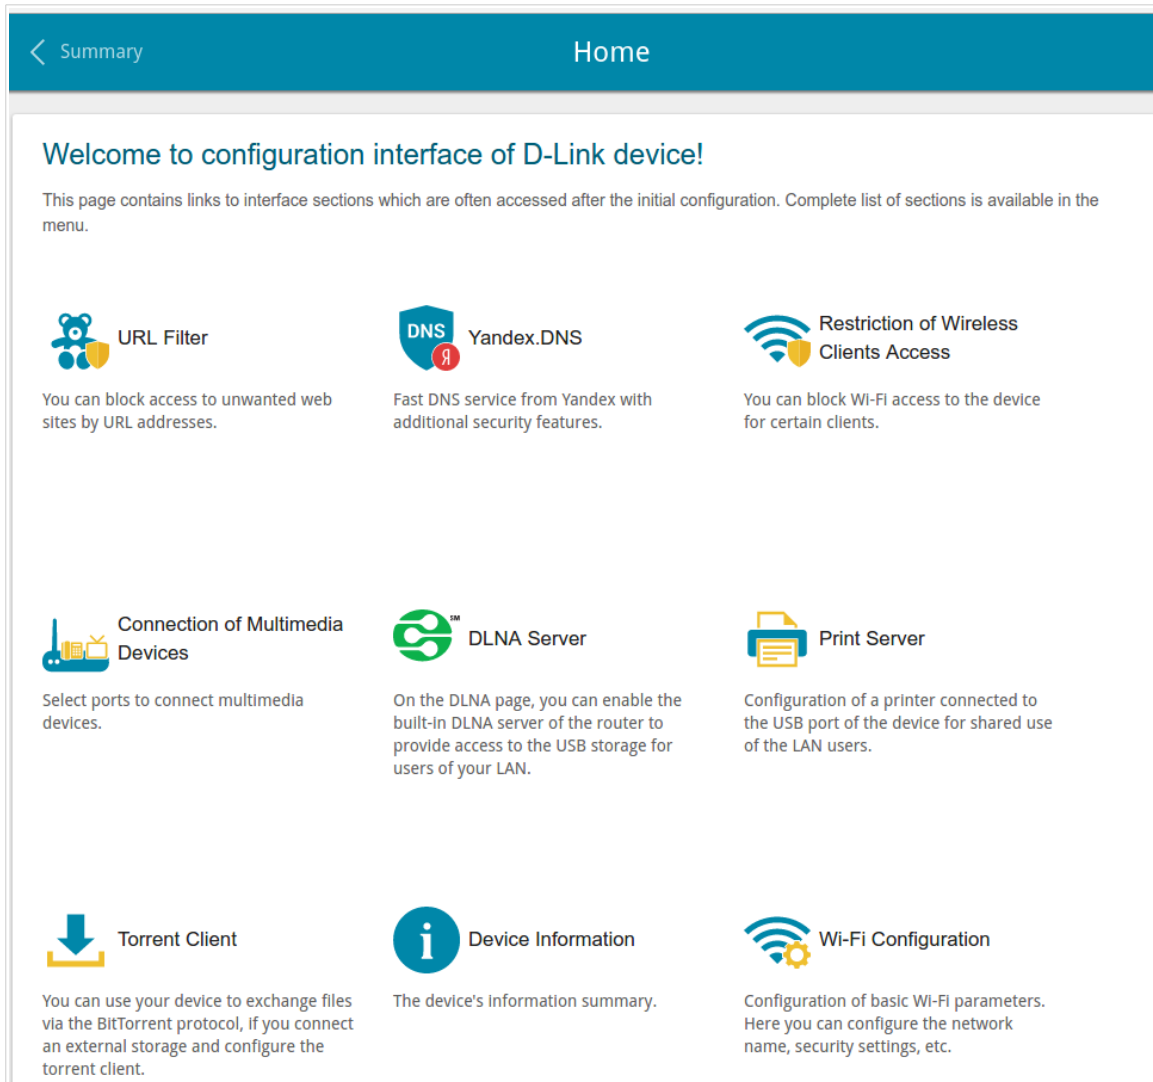 Summary
Home
Welcome to configuration interface of D-Link device!
This page contains links to interface sections which are often accessed after the initial configuration. Complete list of sections is available in the
menu.
URL Filter
You can block access to unwanted web
sites by URL addresses.
DNS
Я
Yandex.DNS
Fast DNS service from Yandex with
additional security features.
Restriction of Wireless
Clients Access
You can block Wi-Fi access to the device
for certain clients.
Connection of Multimedia
Devices
Select ports to connect multimedia
devices.
SM
DLNA Server
On the DLNA page, you can enable the
built-in DLNA server of the router to
provide access to the USB storage for
users of your LAN.
Print Server
Configuration of a printer connected to
the USB port of the device for shared use
of the LAN users.
Torrent Client
You can use your device to exchange files
via the BitTorrent protocol, if you connect
an external storage and configure the
torrent client.
i
Device Information
The device's information summary.
Wi-Fi Configuration
Configuration of basic Wi-Fi parameters.
Here you can configure the network
name, security settings, etc.